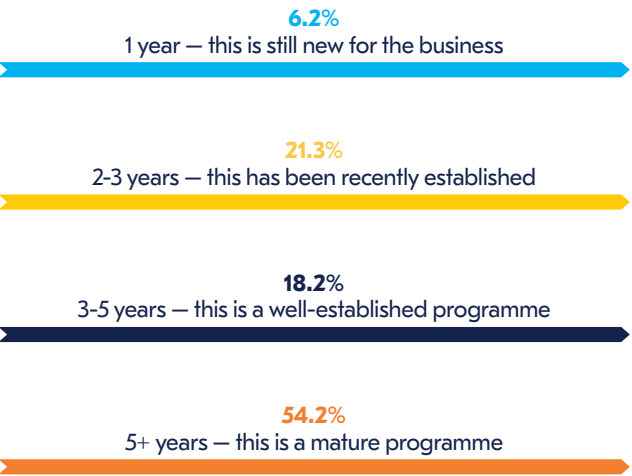 6.2%
1 year – this is still new for the business
21.3%
2-3 years – this has been recently established
18.2%
3-5 years – this is a well-established programme
54.2%
5+ years – this is a mature programme